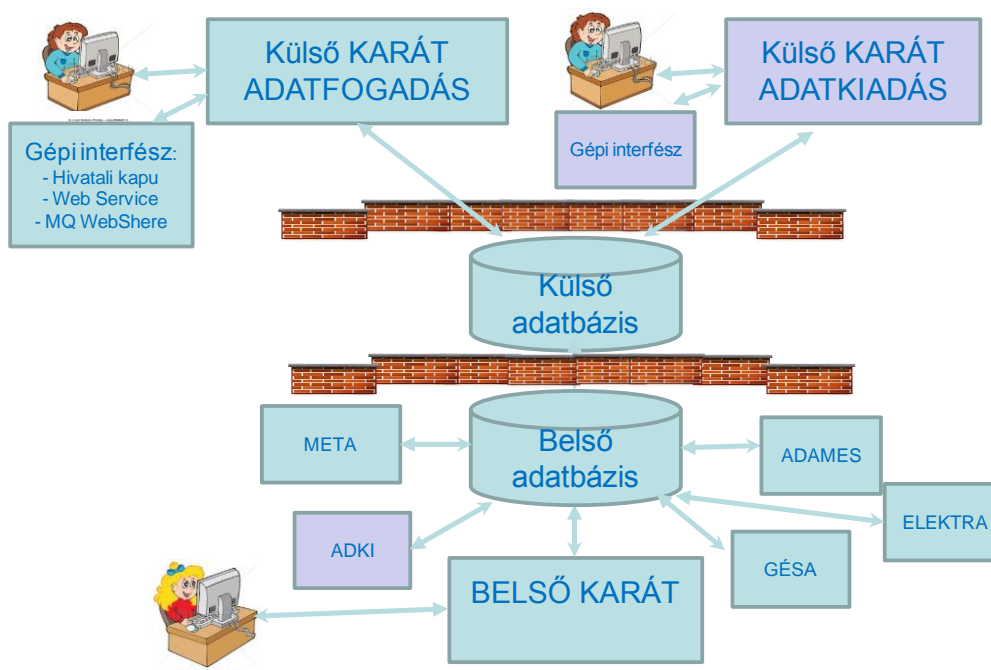 Külső KARÁT
ADATFOGADÁS
Külső KARÁT
ADATKIADÁS
Gépi interfész:
- Hivatali kapu
- Web Service
- MQ WebShere
Gépi interfész
Külső
adatbázis
Belső
adatbázis
META
ADAMES
ELEKTRA
ADKI
GÉSA
BELSŐ KARÁT